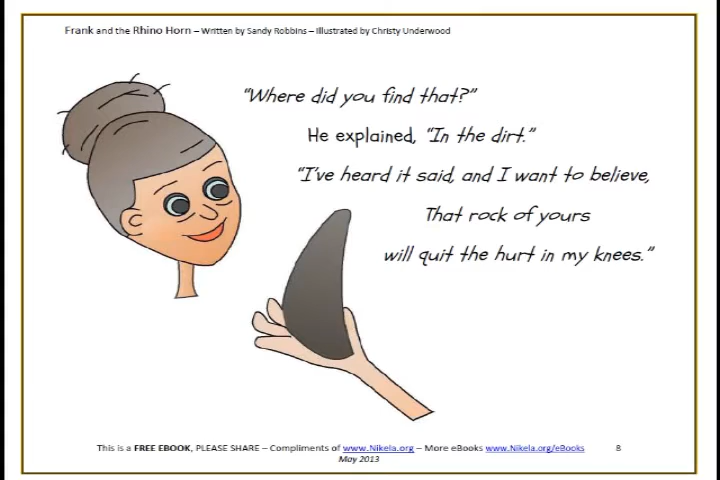 Frank and the Rhino Horn – Written by Sandy Robbins – Illustrated by Christy Underwood
“Where did you find that?”
He explained, “In the dirt.”
“I’ve heard it said, and I want to believe,
That rock of yours
will quit the hurt in my knees.”
This is a FREE EBOOK, PLEASE SHARE – Compliments of www.Nikela.org – More eBooks www.Nikela.org/eBooks 8
May 2013